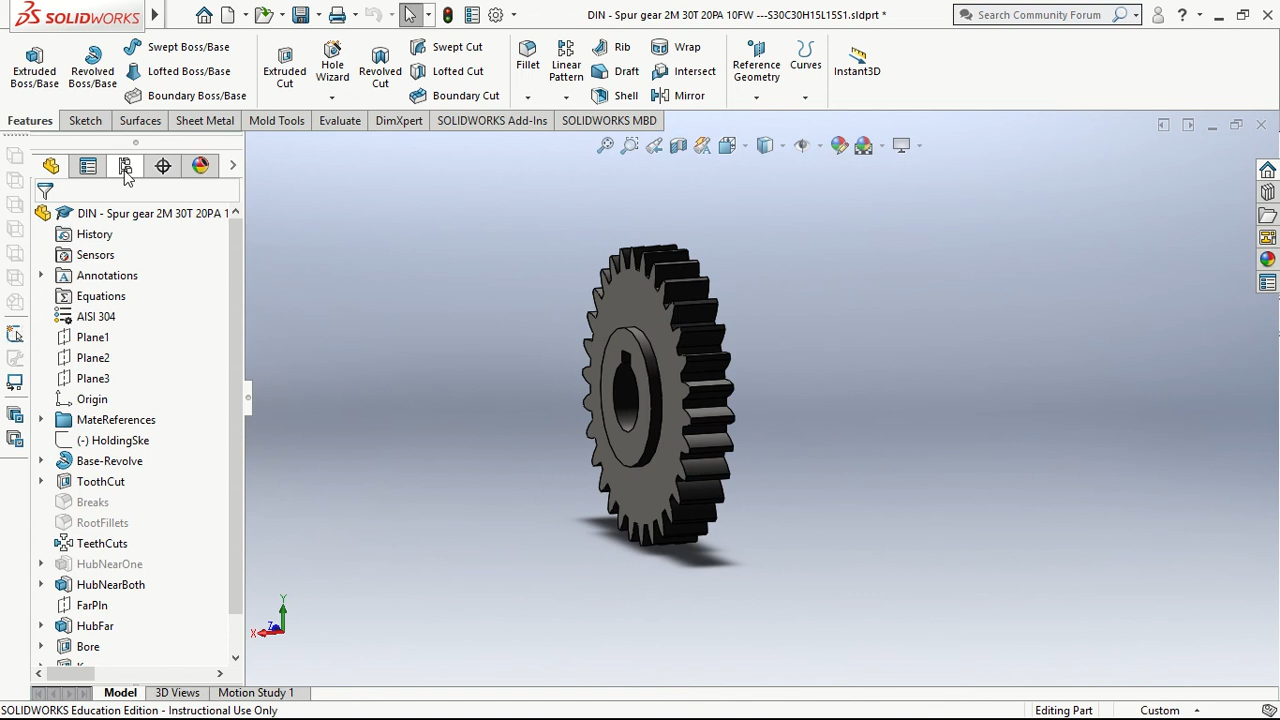 SOLIDWORKS
DIN - Spur gear 2M 30T 20PA 10FW ---S30C30H15L15S1.sldprt *
Search Community Forum
?
Extruded Boss/Base
Revolved Boss/Base
Swept Boss/Base
Lofted Boss/Base
Boundary Boss/Base
Extruded Cut
Hole Wizard
Revolved Cut
Swept Cut
Lofted Cut
Boundary Cut
Fillet
Linear Pattern
Rib
Draft
Shell
Wrap
Intersect
Mirror
Reference Geometry
Curves
Instant3D
Features Sketch Surfaces Sheet Metal Mold Tools Evaluate DimXpert SOLIDWORKS Add-Ins SOLIDWORKS MBD
DIN - Spur gear 2M 30T 20PA 1
History
Sensors
Annotations
Equations
AISI 304
Plane1
Plane2
Plane3
Origin
MateReferences
(-) HoldingSke
Base-Revolve
ToothCut
Breaks
RootFillets
TeethCuts
HubNearOne
HubNearBoth
FarPln
HubFar
Bore
Y
Z
X
Model 3D Views Motion Study 1
SOLIDWORKS Education Edition - Instructional Use Only
Editing Part
Custom